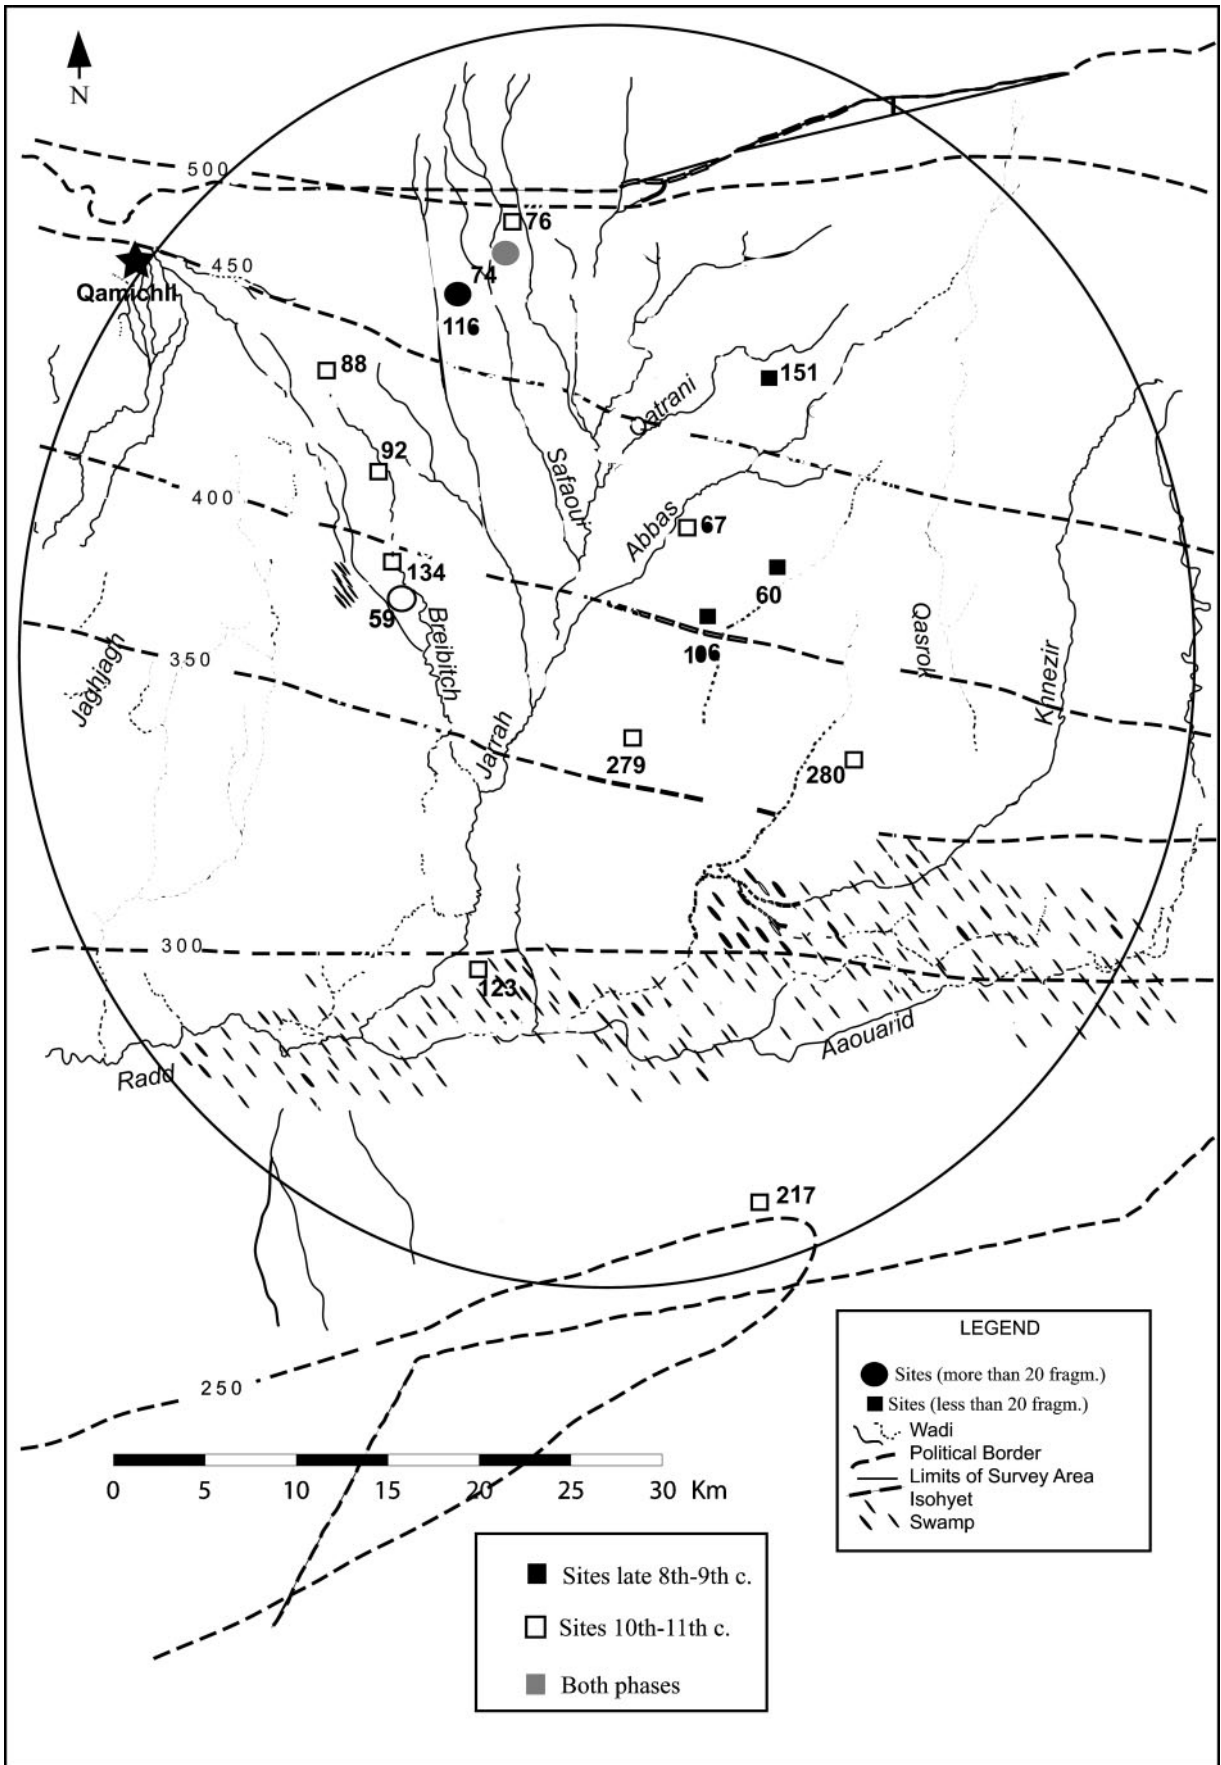 N
500
76
450
Qamichli
74
116
88
151
Qatrani
92
Safaoui
400
Abbas
67
134
60
59
Breibitch
Qasrok
106
350
Jaghjagh
Khnezir
Jarrah
279
280
300
123
Aaouarid
Radd
217
LEGEND
Sites (more than 20 fragm.)
Sites (less than 20 fragm.)
Wadi
Political Border
Limits of Survey Area
Isohyet
Swamp
250
0 5 10 15 20 25 30 Km
Sites late 8th-9th c.
Sites 10th-11th c.
Both phases